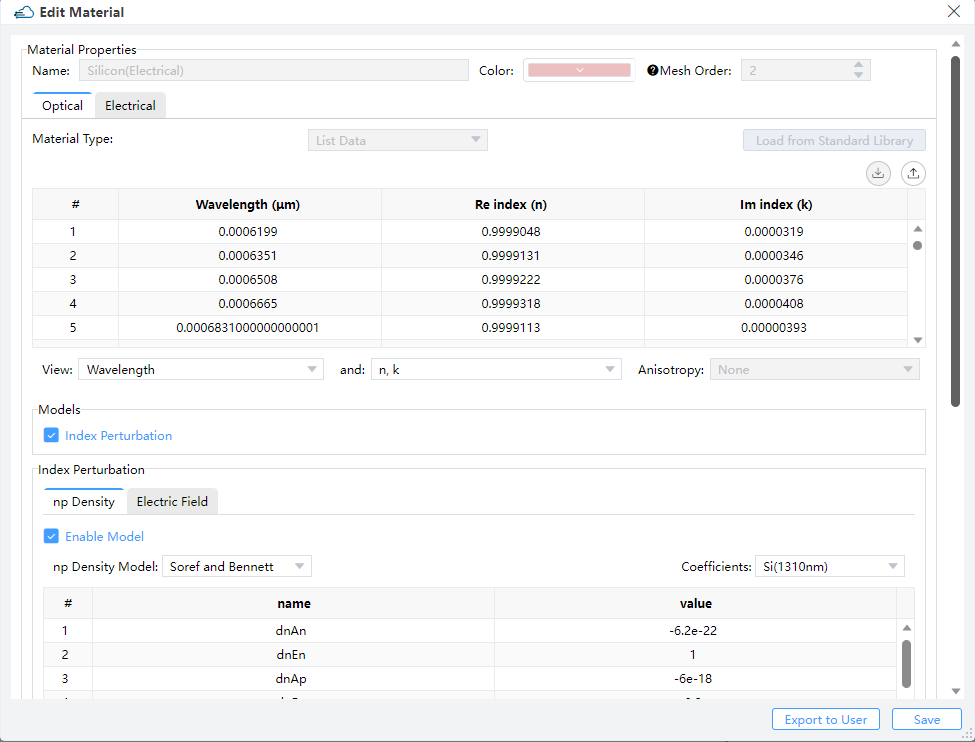 Edit Material
Material Properties
Name: Silicon(Electrical) Color: Mesh Order: 2
Optical Electrical
Material Type: List Data Load from Standard Library
# Wavelength (μm) Re index (n) Im index (k)
1 0.0006199 0.9999048 0.0000319
2 0.0006351 0.9999131 0.0000346
3 0.0006508 0.9999222 0.0000376
4 0.0006665 0.9999318 0.0000408
5 0.0006831000000000001 0.9999113 0.00000393
View: Wavelength and: n, k Anisotropy: None
Models
Index Perturbation
Index Perturbation
np Density Electric Field
Enable Model
np Density Model: Soref and Bennett Coefficients: Si(1310nm)
# name value
1 dnAn -6.2e-22
2 dnEn 1
3 dnAp -6e-18
Export to User Save